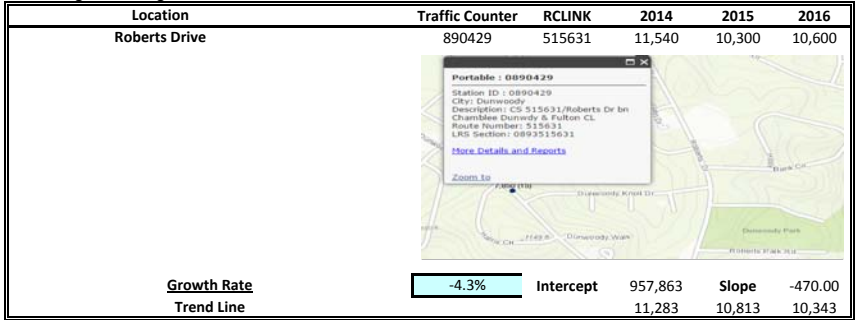 Location Traffic Counter RCLINK 2014 2015 2016
Roberts Drive 890429 515631 11,540 10,300 10,600
Portable : 0890429
Station ID : 0890429
City: Dunwoody
Description: CS 515631/Roberts Dr bn
Chamblee Dunwdy & Fulton CL
Route Number: 515631
LRS Section: 0893515631
More Details and Reports
Zoom to
Dunwoody Knoll Dr
Dunwoody Walk
Dunwoody Park
Roberts
Growth Rate -4.3% Intercept 957,863 Slope -470.00
Trend Line 11,283 10,813 10,343